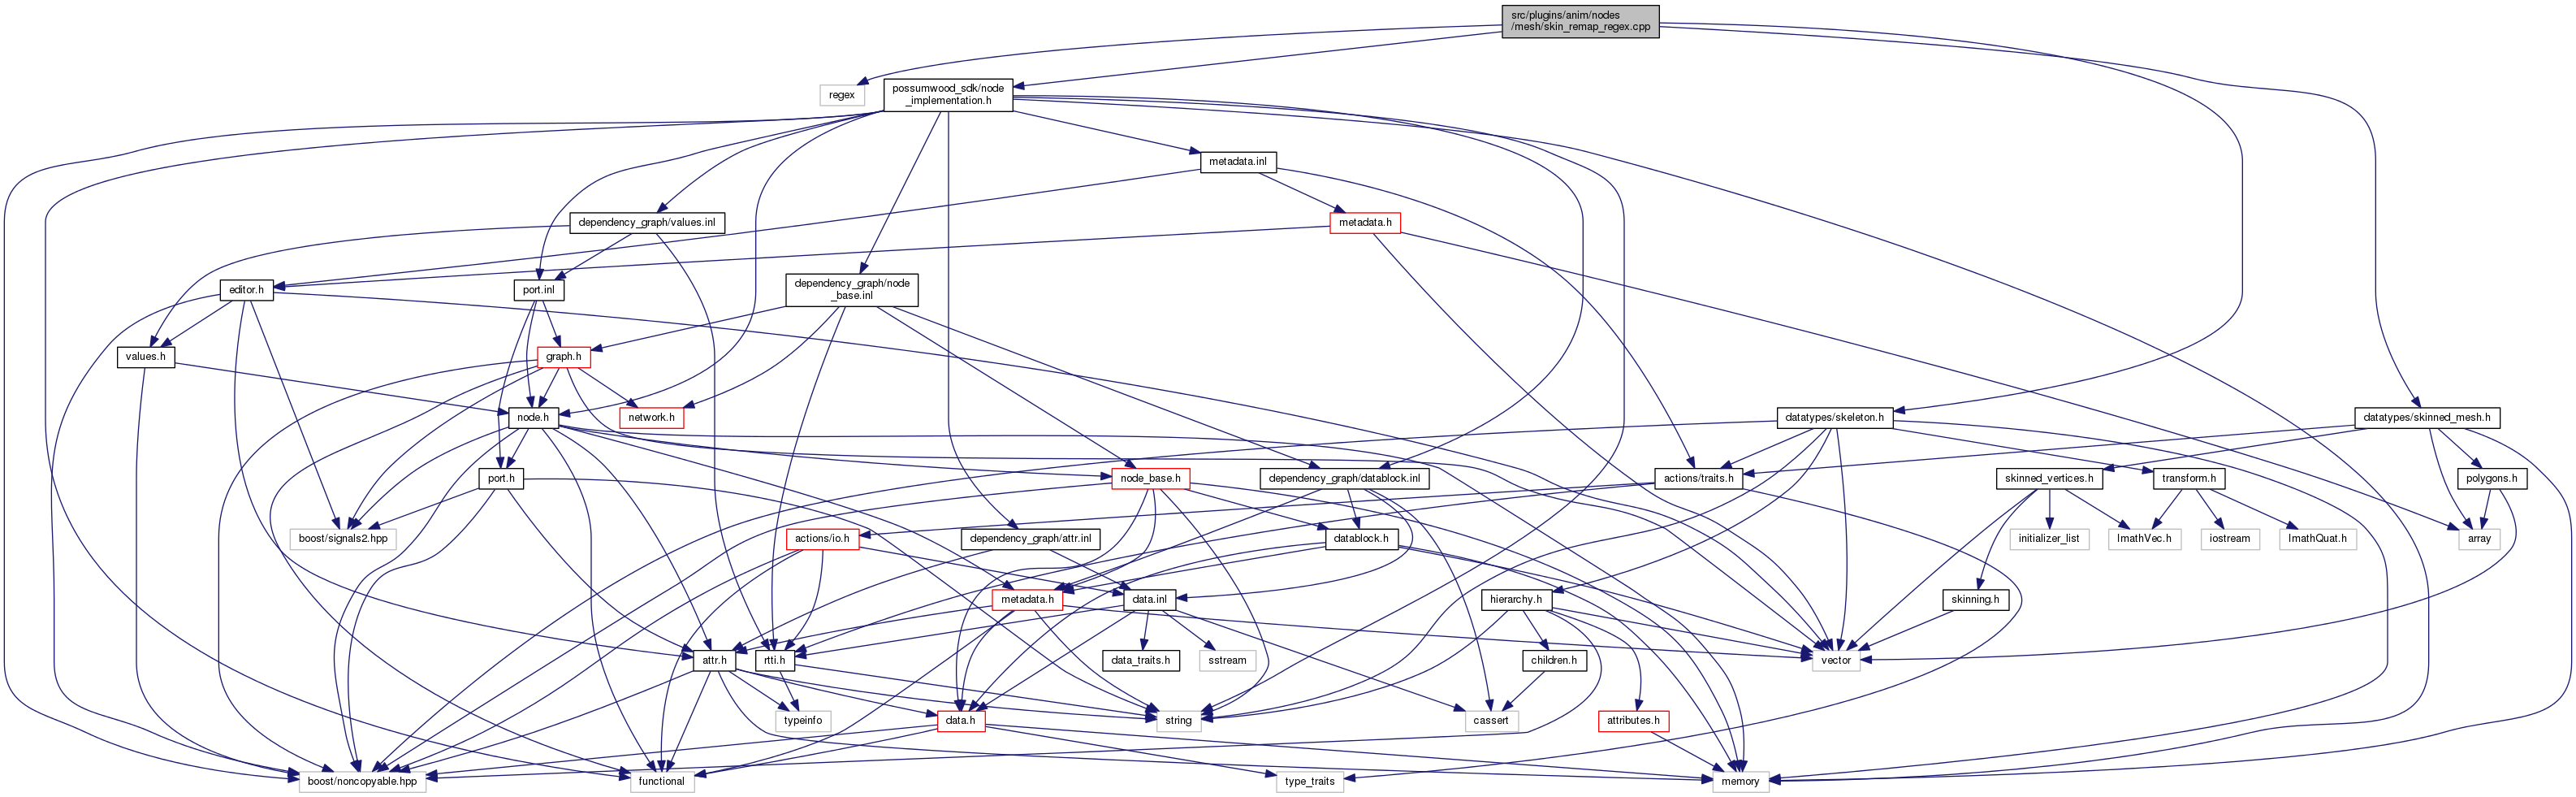 src/plugins/anim/nodes
/mesh/skin_remap_regex.cpp
regex
possumwood_sdk/node
_implementation.h
metadata.inl
dependency_graph/values.inl
metadata.h
editor.h
port.inl
dependency_graph/node
_base.inl
values.h
graph.h
network.h
node.h
datatypes/skeleton.h
datatypes/skinned_mesh.h
port.h
node_base.h
dependency_graph/datablock.inl
actions/traits.h
skinned_vertices.h
transform.h
polygons.h
boost/signals2.hpp
actions/io.h
dependency_graph/attr.inl
datablock.h
initializer_list
ImathVec.h
iostream
ImathQuat.h
array
metadata.h
data.inl
hierarchy.h
skinning.h
attr.h
rtti.h
data_traits.h
sstream
children.h
vector
typeinfo
data.h
string
cassert
attributes.h
boost/noncopyable.hpp
functional
type_traits
memory